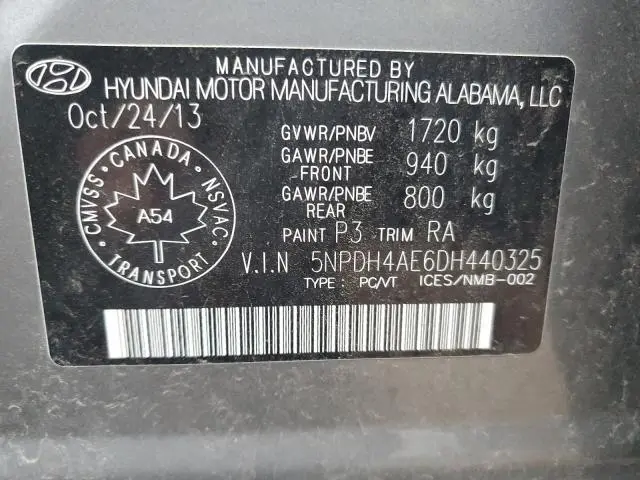 MANUFACTURED BY
HYUNDAI MOTOR MANUFACTURING ALABAMA, LLC
Oct/24/13
GVWR/PNBV 1720 kg
GAWR/PNBE FRONT 940 kg
GAWR/PNBE REAR 800 kg
PAINT P3 TRIM RA
V.I.N 5NPDH4AE6DH440325
TYPE : PC/VT ICES/NMB-002
CANADA
CMVSS
NSVAC
A54
TRANSPORT